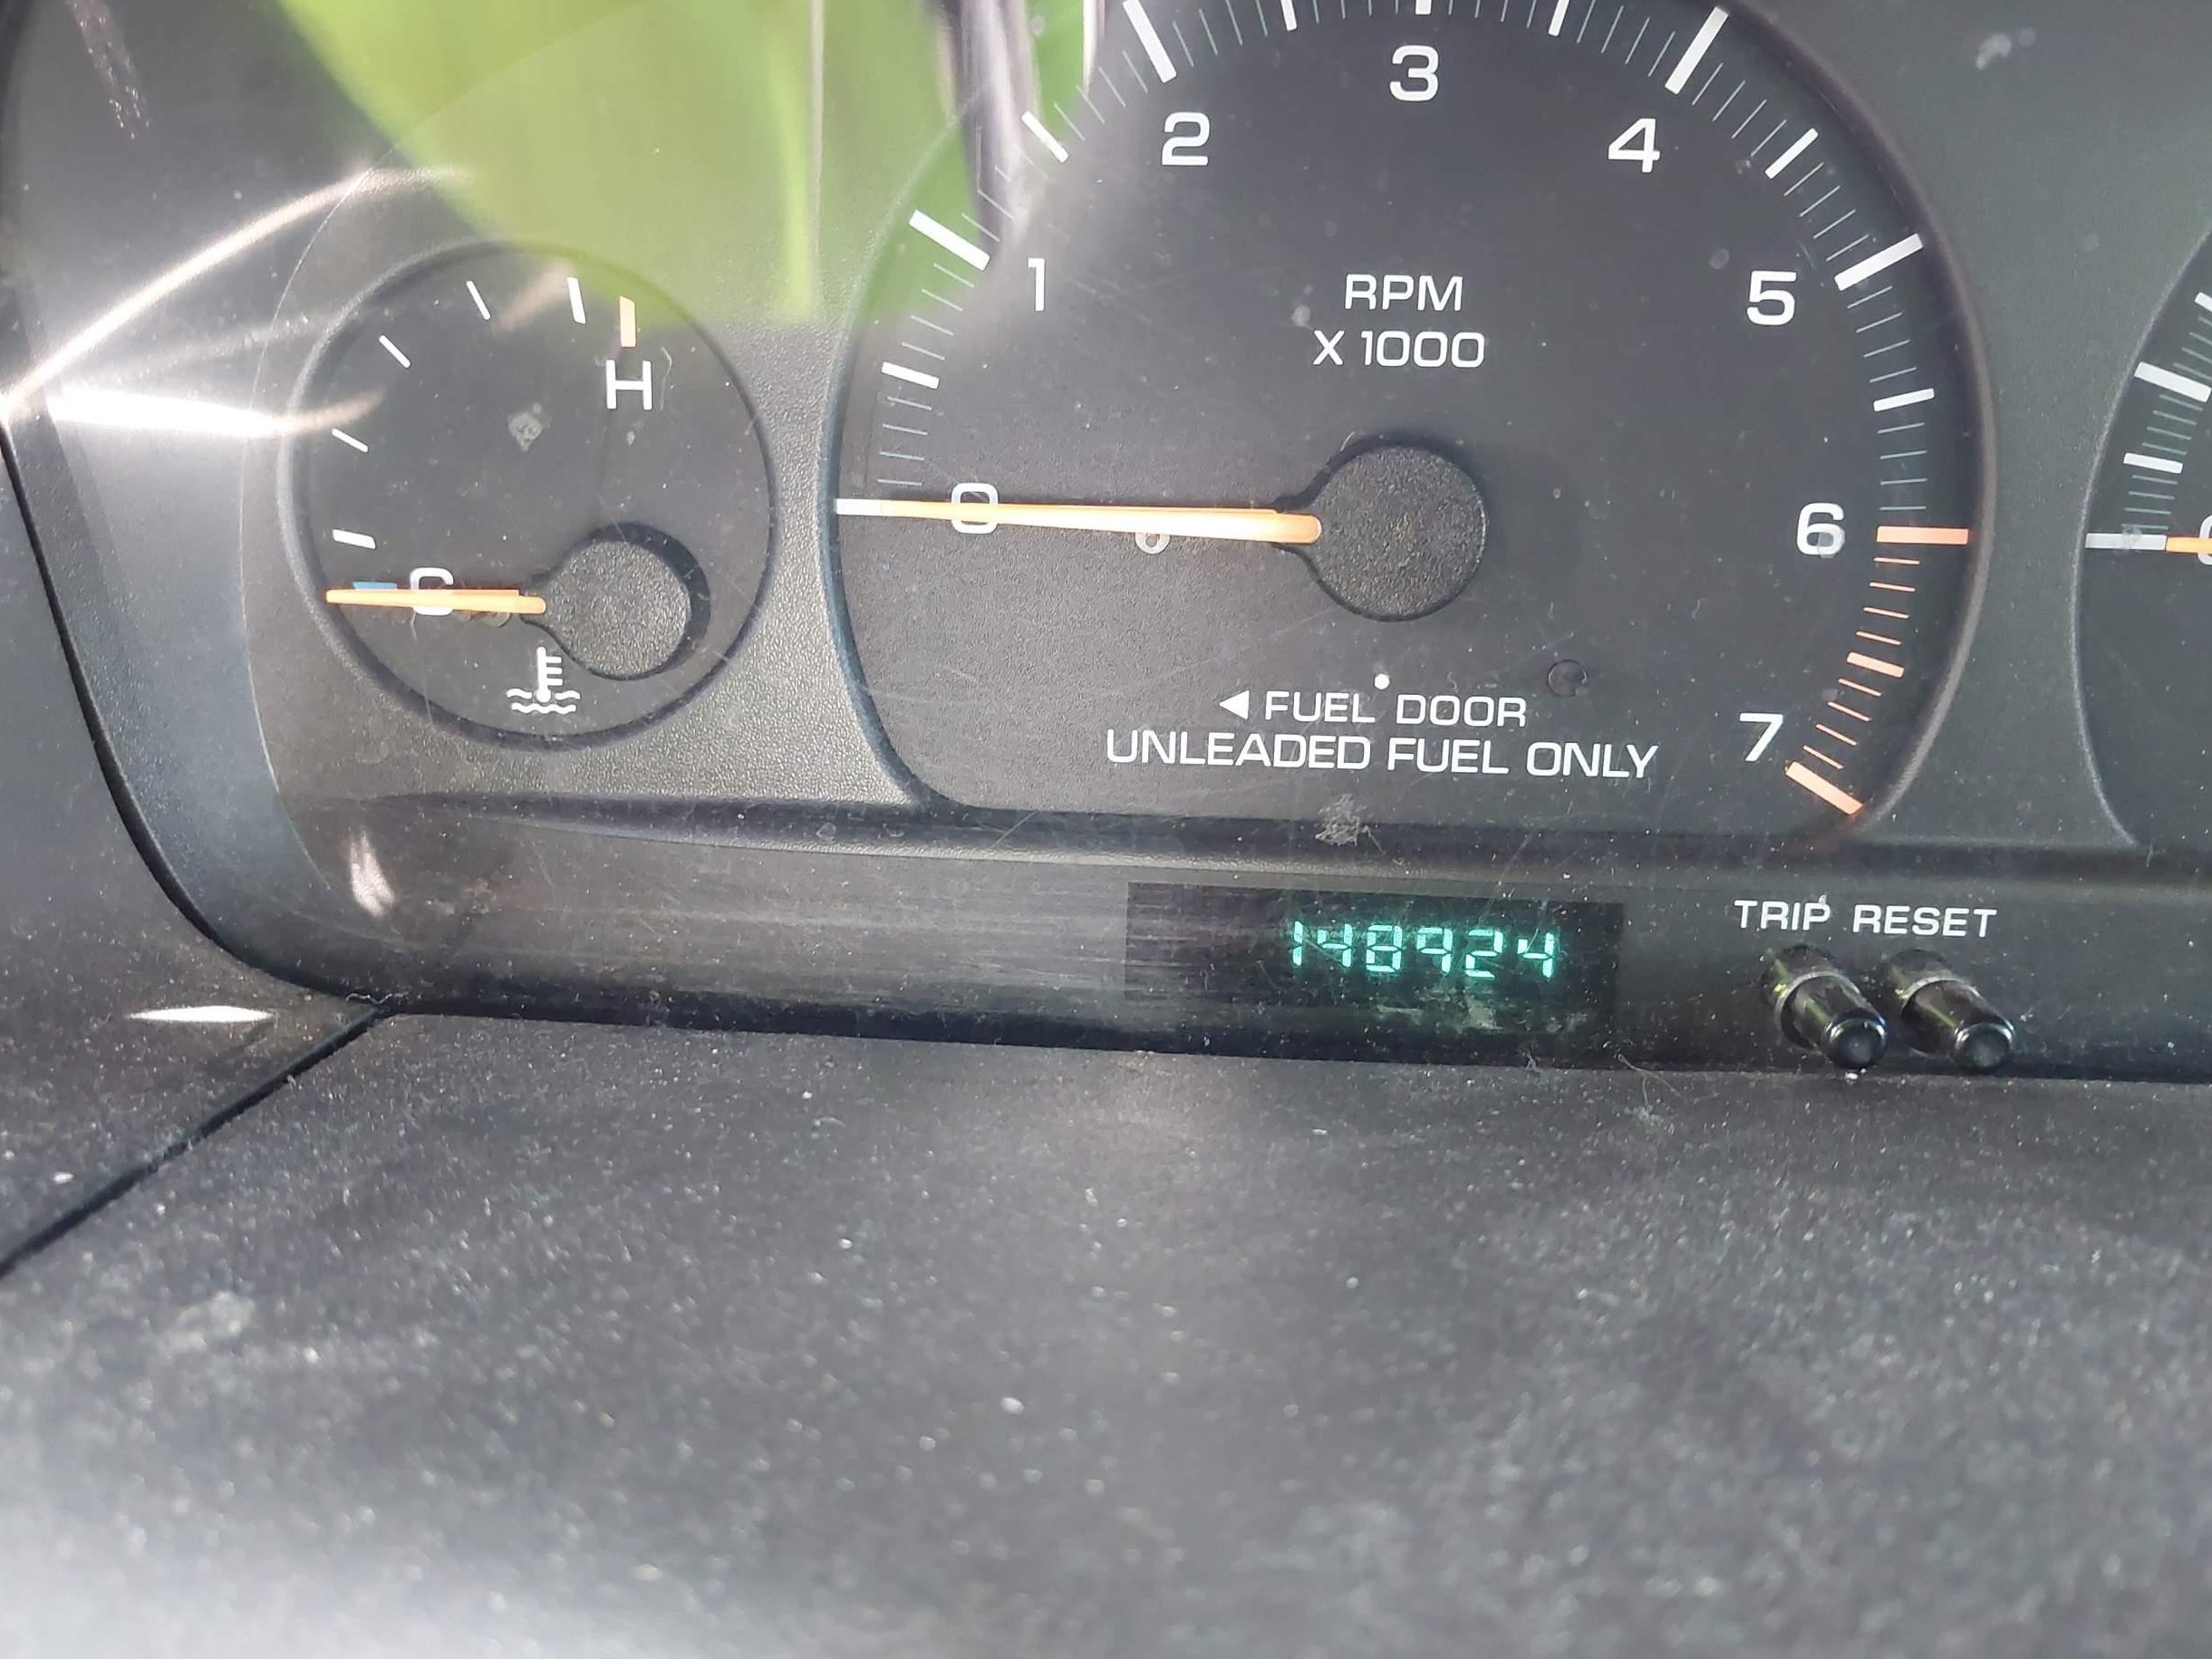 H
C
0
1
2
3
4
5
6
7
RPM
X 1000
◀ FUEL DOOR
UNLEADED FUEL ONLY
148924
TRIP RESET